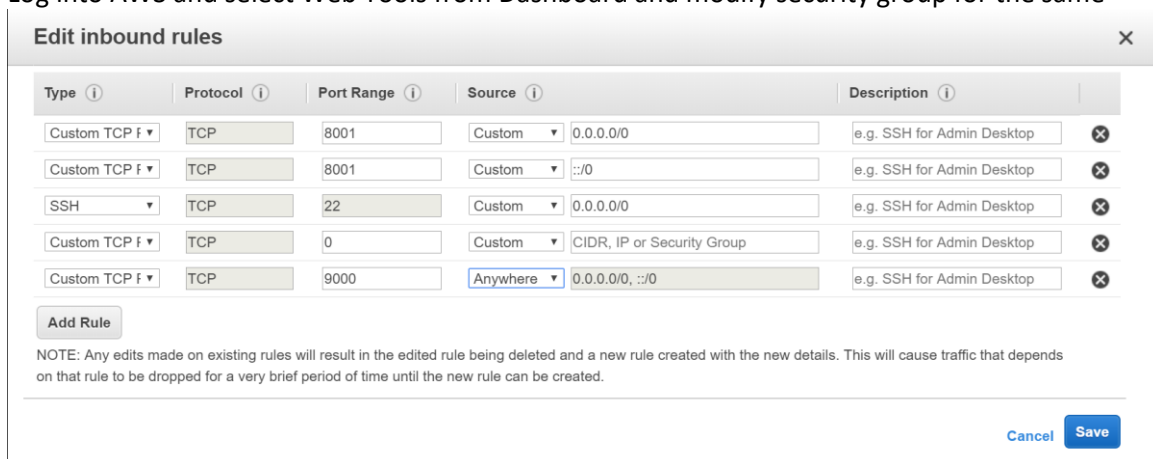 Log into AWS and select Web Tools from Dashboard and modify security group for the same
Edit inbound rules
Type Protocol Port Range Source Description
Custom TCP F TCP 8001 Custom 0.0.0.0/0 e.g. SSH for Admin Desktop
Custom TCP F TCP 8001 Custom ::/0 e.g. SSH for Admin Desktop
SSH TCP 22 Custom 0.0.0.0/0 e.g. SSH for Admin Desktop
Custom TCP F TCP 0 Custom CIDR, IP or Security Group e.g. SSH for Admin Desktop
Custom TCP F TCP 9000 Anywhere 0.0.0.0/0, ::/0 e.g. SSH for Admin Desktop
Add Rule
NOTE: Any edits made on existing rules will result in the edited rule being deleted and a new rule created with the new details. This will cause traffic that depends
on that rule to be dropped for a very brief period of time until the new rule can be created.
Cancel Save